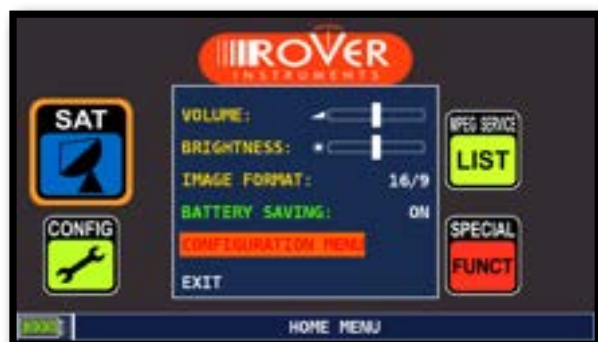 ROVER
INSTRUMENTS
SAT
VOLUME:
BRIGHTNESS:
IMAGE FORMAT: 16/9
BATTERY SAVING: ON
CONFIGURATION MENU
EXIT
MPEG SERVICE
LIST
CONFIG
SPECIAL
FUNCT
HOME MENU